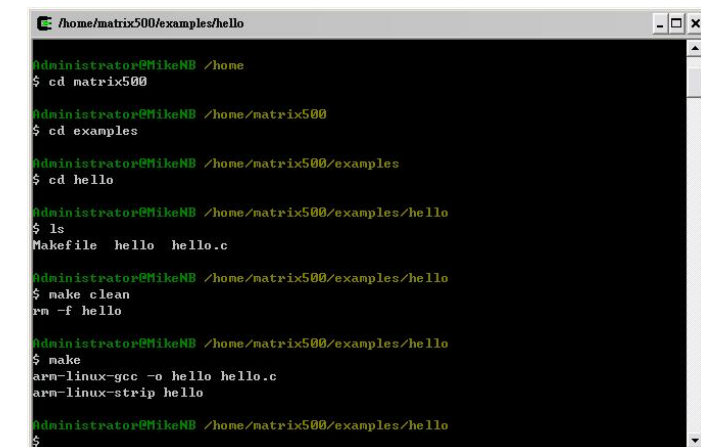 /home/matrix500/examples/hello
Administrator@MikeNB /home
$ cd matrix500
Administrator@MikeNB /home/matrix500
$ cd examples
Administrator@MikeNB /home/matrix500/examples
$ cd hello
Administrator@MikeNB /home/matrix500/examples/hello
$ ls
Makefile  hello  hello.c
Administrator@MikeNB /home/matrix500/examples/hello
$ make clean
rm -f hello
Administrator@MikeNB /home/matrix500/examples/hello
$ make
arm-linux-gcc -o hello hello.c
arm-linux-strip hello
Administrator@MikeNB /home/matrix500/examples/hello
$